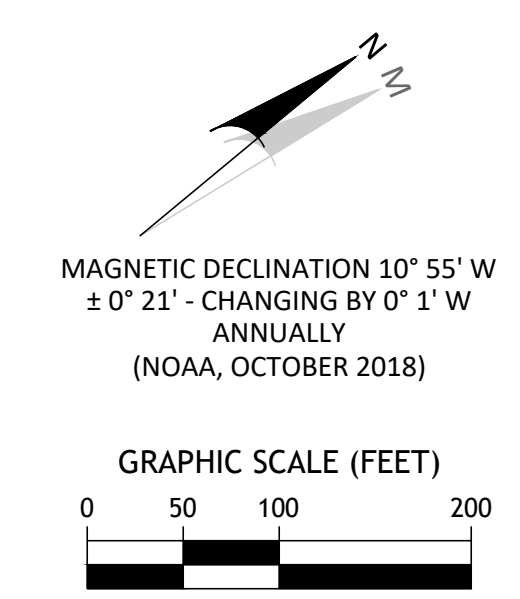 N
M
MAGNETIC DECLINATION 10° 55' W
± 0° 21' - CHANGING BY 0° 1' W
ANNUALLY
(NOAA, OCTOBER 2018)
GRAPHIC SCALE (FEET)
0 50 100 200